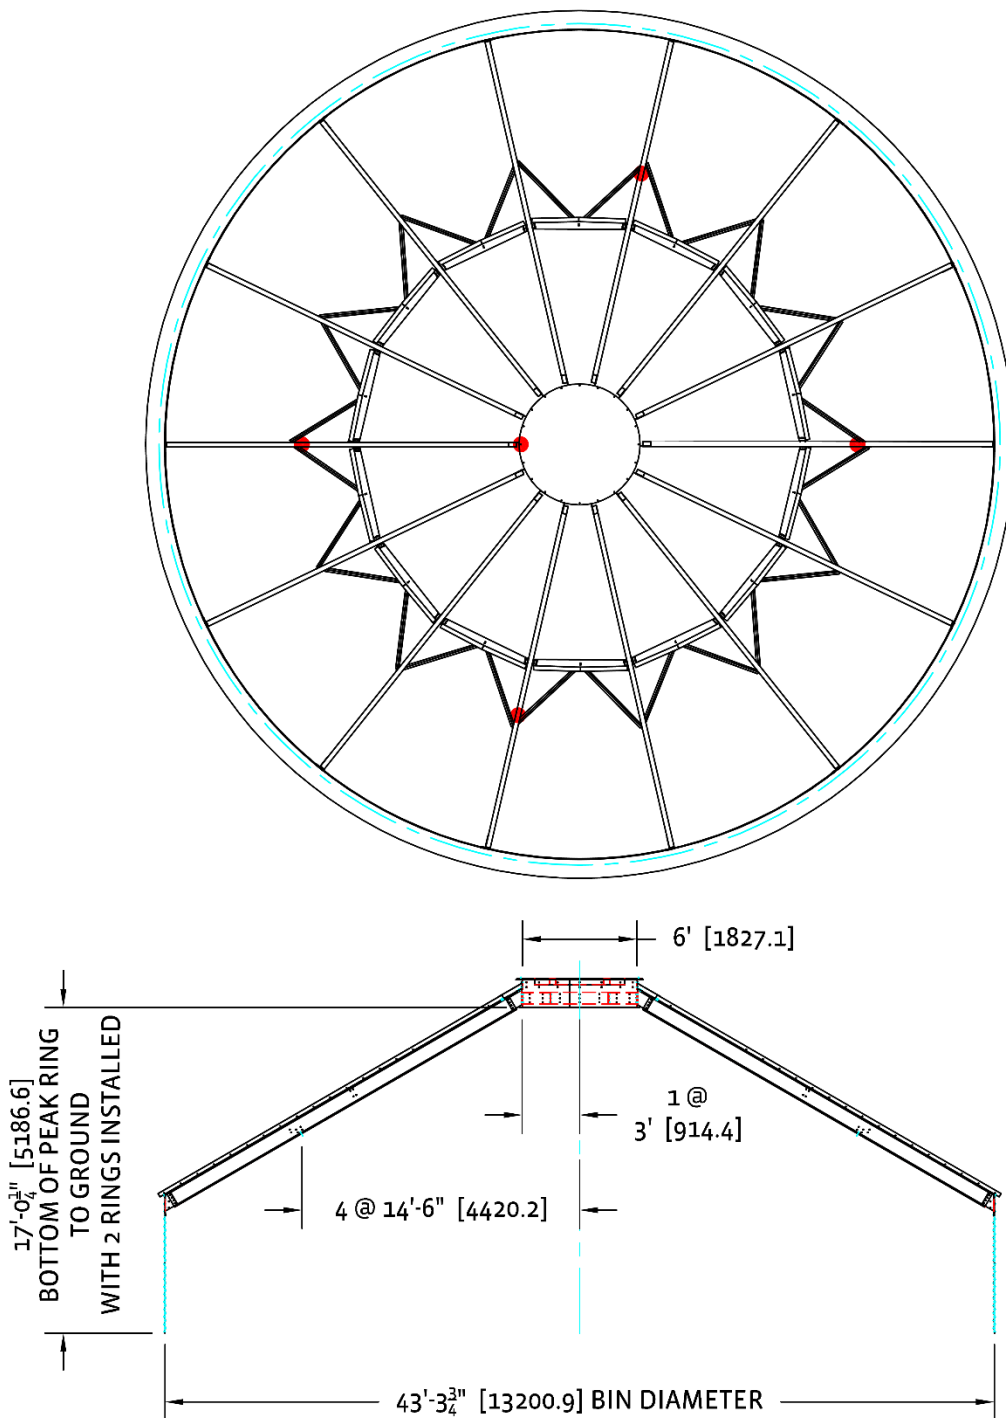 6' [1827.1]
17'-0¼" [5186.6]
BOTTOM OF PEAK RING
TO GROUND
WITH 2 RINGS INSTALLED
1 @
3' [914.4]
4 @ 14'-6" [4420.2]
43'-3¾" [13200.9] BIN DIAMETER